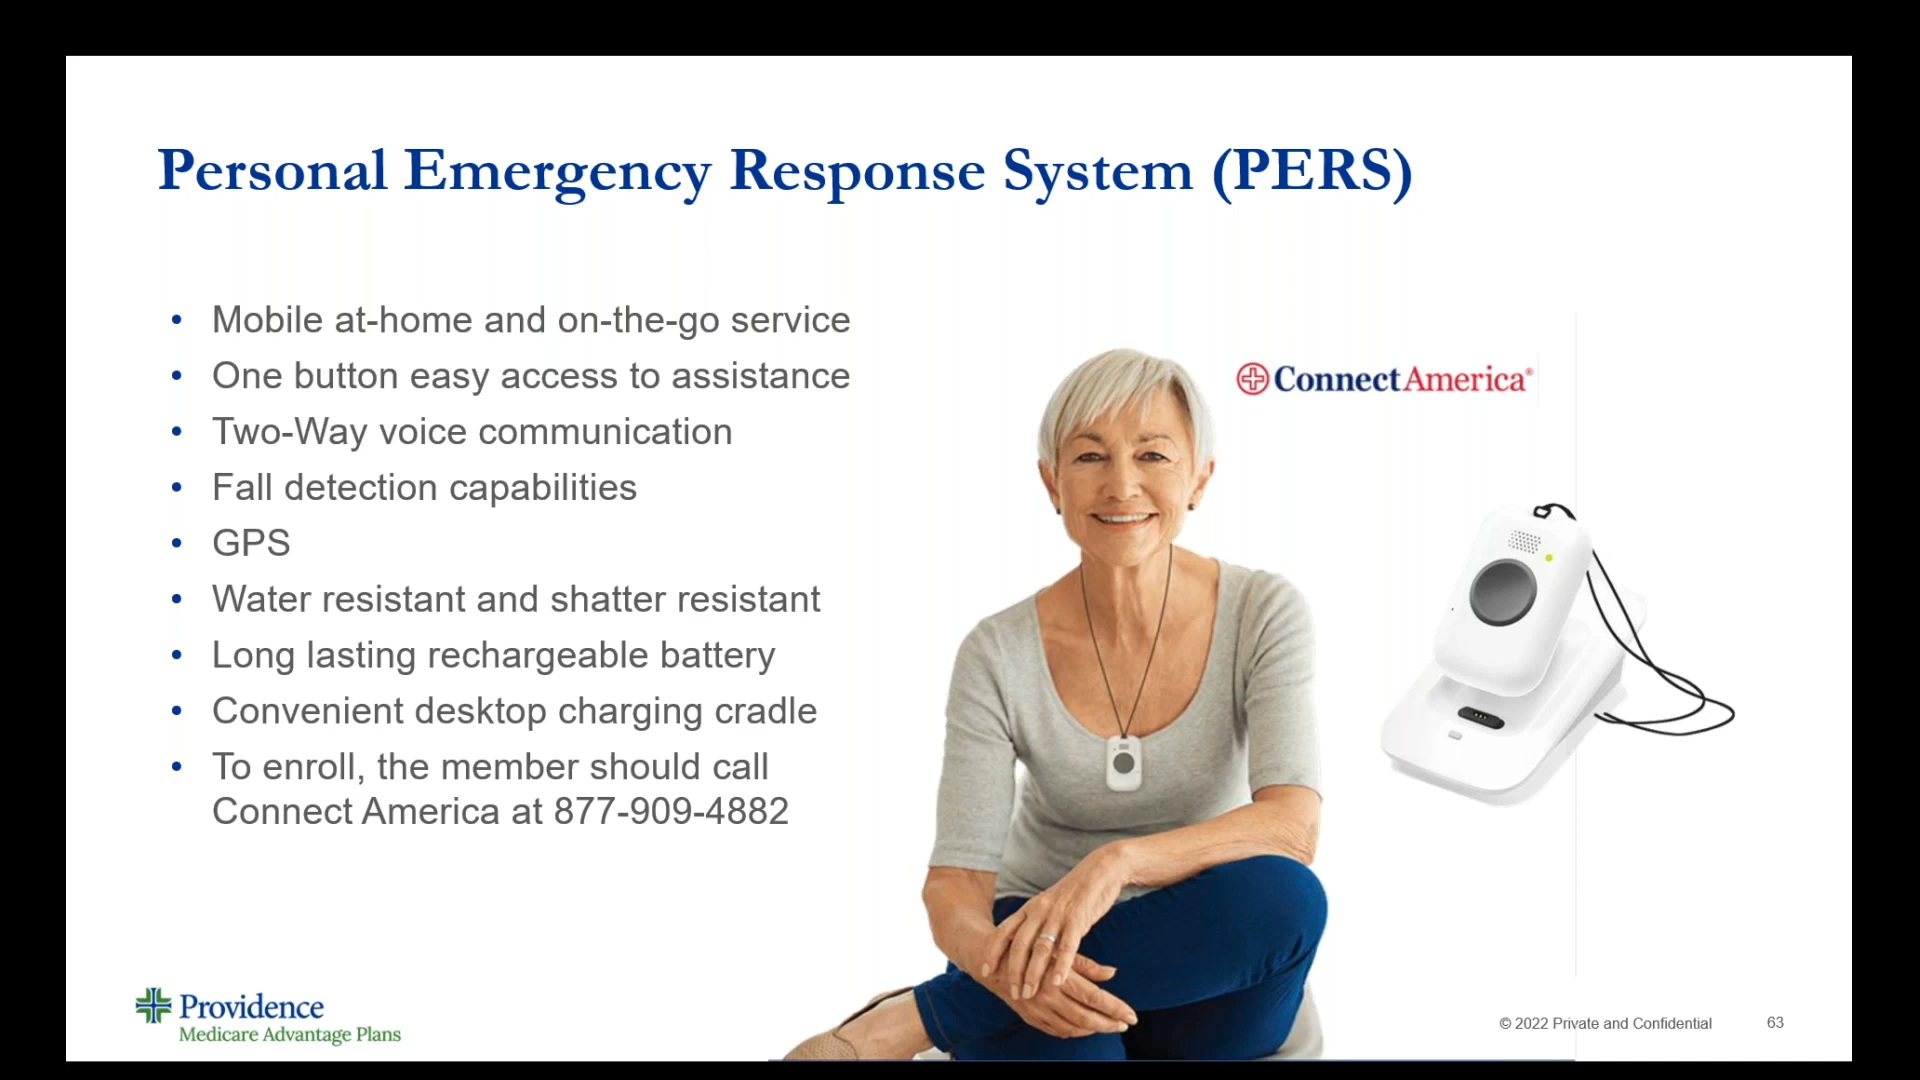 Personal Emergency Response System (PERS)
• Mobile at-home and on-the-go service
• One button easy access to assistance
• Two-Way voice communication
• Fall detection capabilities
• GPS
• Water resistant and shatter resistant
• Long lasting rechargeable battery
• Convenient desktop charging cradle
• To enroll, the member should call
Connect America at 877-909-4882
ConnectAmerica®
Providence
Medicare Advantage Plans
© 2022 Private and Confidential
63